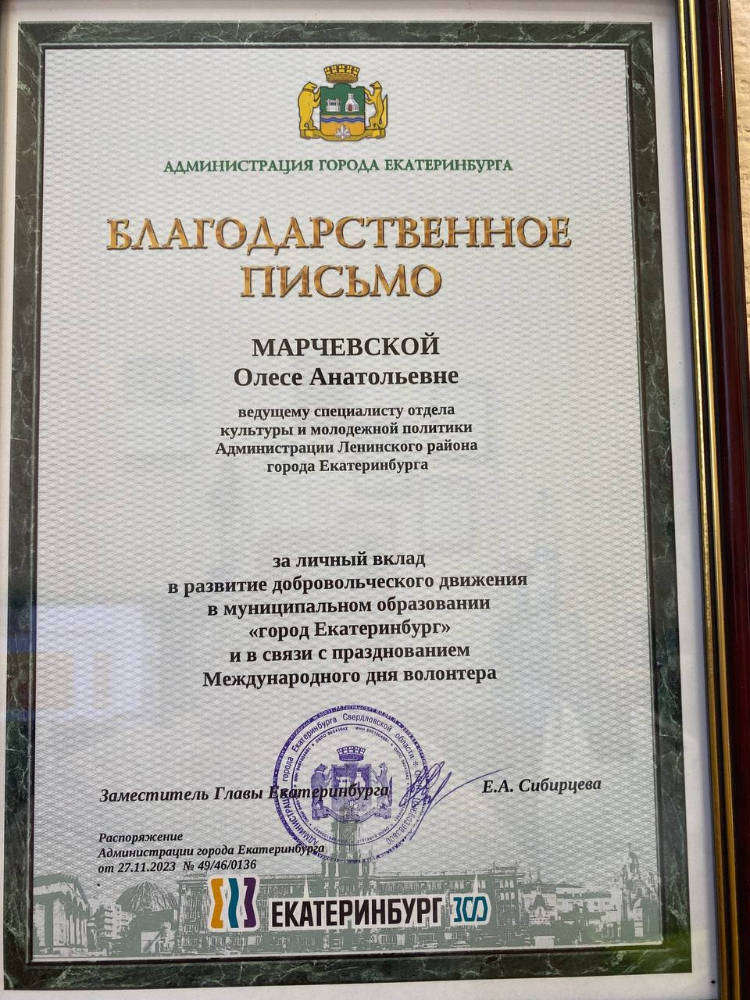 АДМИНИСТРАЦИЯ ГОРОДА ЕКАТЕРИНБУРГА
БЛАГОДАРСТВЕННОЕ
ПИСЬМО
МАРЧЕВСКОЙ
Олесе Анатольевне
ведущему специалисту отдела
культуры и молодежной политики
Администрации Ленинского района
города Екатеринбурга
за личный вклад
в развитие добровольческого движения
в муниципальном образовании
«город Екатеринбург»
и в связи с празднованием
Международного дня волонтера
города Екатеринбурга Свердловской области
Заместитель Главы Екатеринбурга
Е.А. Сибирцева
Распоряжение
Администрации города Екатеринбурга
от 27.11.2023 № 49/46/0136
ЕКАТЕРИНБУРГ 300